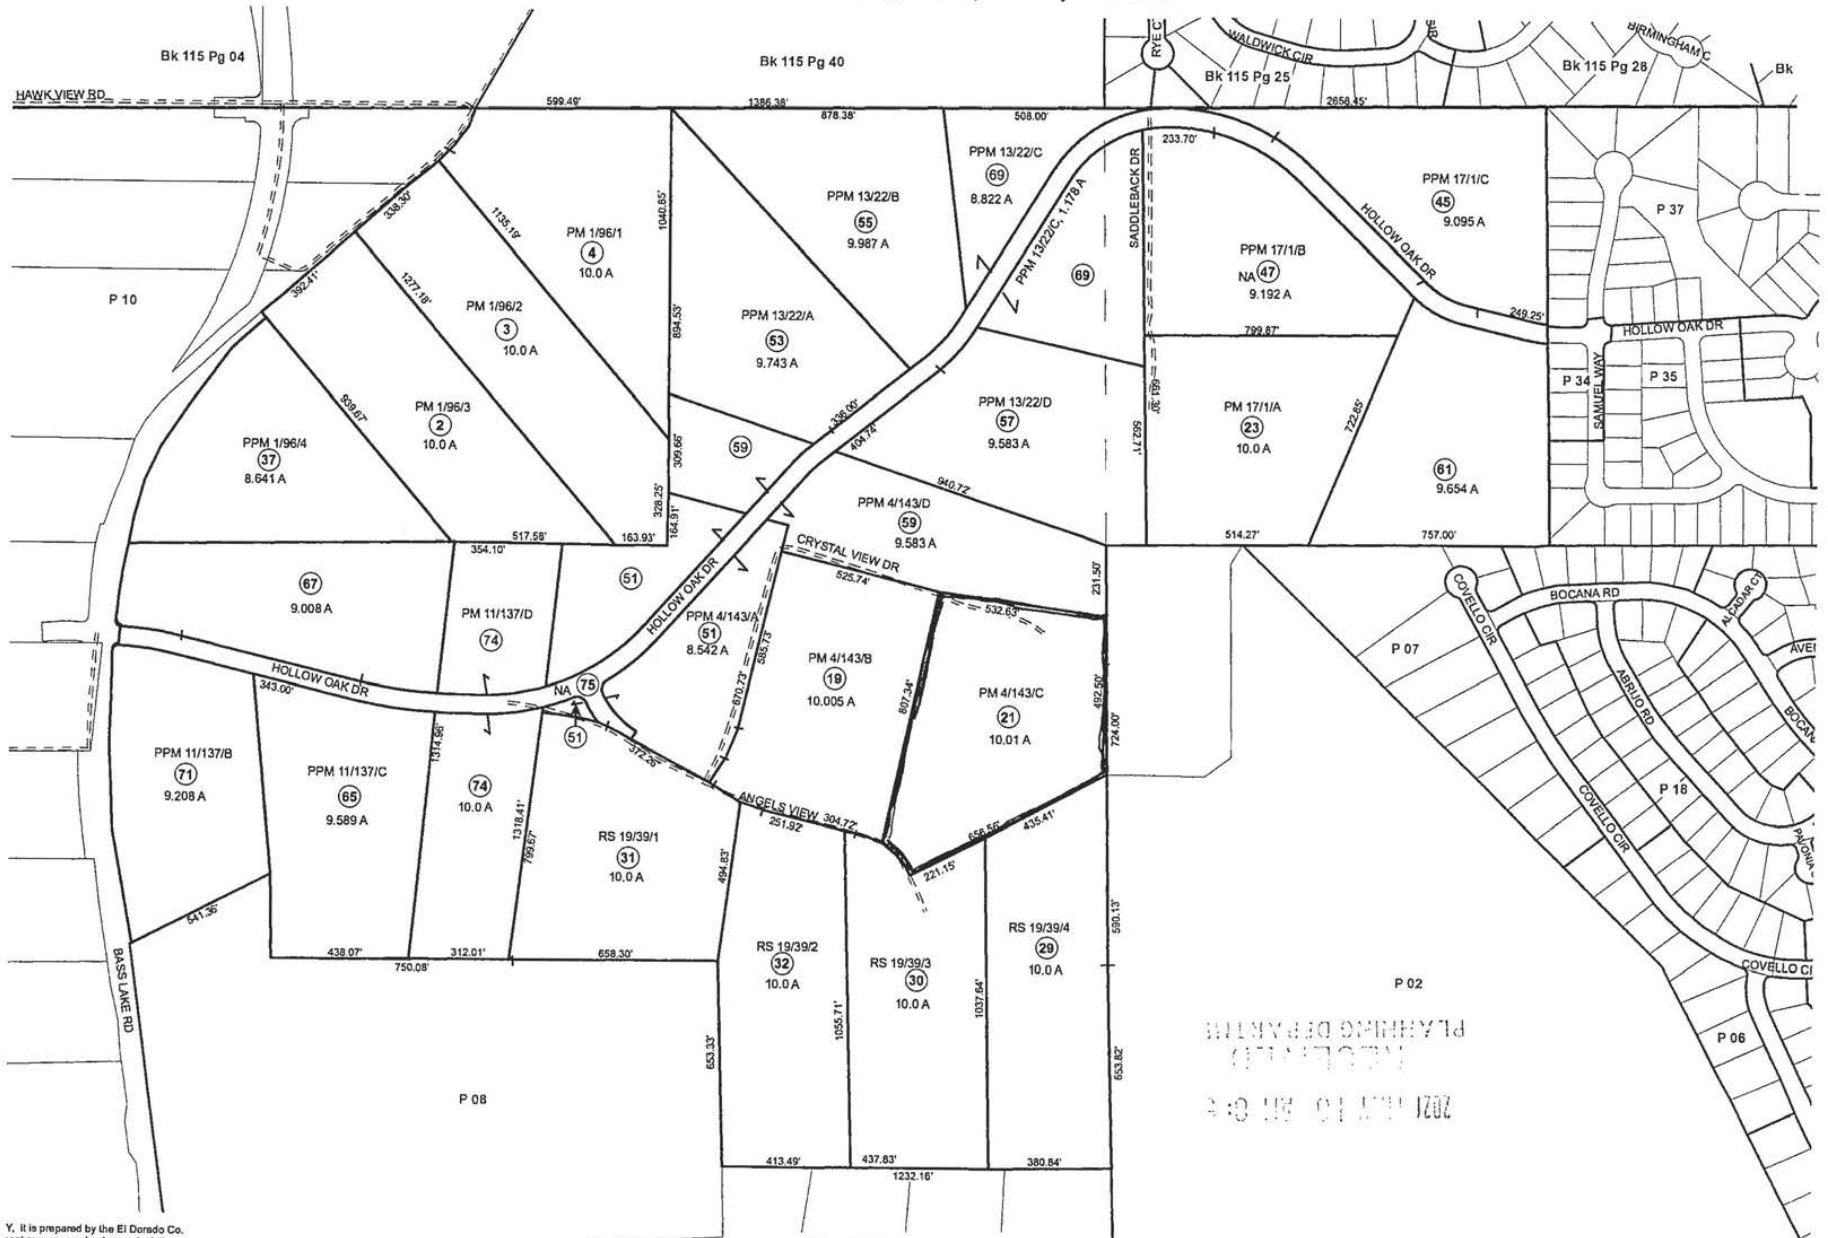 Bk 115 Pg 04
Bk 115 Pg 40
RYE C
WALDWICK CIR
CIR
BIRMINGHAM C
Bk 115 Pg 25
Bk 115 Pg 28
Bk
HAWK VIEW RD
599.49'
1386.38'
2658.45'
878.38'
508.00'
233.70'
PPM 13/22/C
69
8.822 A
PPM 13/22/C, 1.178 A
SADDLEBACK DR
PPM 17/1/C
45
9.095 A
HOLLOW OAK DR
P 37
338.30'
1135.19'
PM 1/96/1
4
10.0 A
1040.85'
PPM 13/22/B
55
9.987 A
69
PPM 17/1/B
NA 47
9.192 A
P 10
392.41'
1277.18'
PM 1/96/2
3
10.0 A
894.53'
PPM 13/22/A
53
9.743 A
799.87'
249.25'
HOLLOW OAK DR
939.67'
PM 1/96/3
2
10.0 A
336.00'
404.74'
PPM 13/22/D
57
9.583 A
661.30'
562.71'
PM 17/1/A
23
10.0 A
722.85'
P 34
SAMUEL WAY
P 35
PPM 1/96/4
37
8.641 A
309.66'
59
940.72'
61
9.654 A
328.25'
164.91'
PPM 4/143/D
59
9.583 A
517.58'
163.93'
354.10'
CRYSTAL VIEW DR
525.74'
514.27'
757.00'
67
9.008 A
51
HOLLOW OAK DR
231.50'
532.63'
COVELLO CIR
BOCANA RD
ALCADAR CT
PM 11/137/D
74
PPM 4/143/A
51
8.542 A
585.73'
670.73'
PM 4/143/B
19
10.005 A
807.34'
PM 4/143/C
21
10.01 A
492.50'
724.00'
P 07
AVE
ABRIJO RD
BOCANA
HOLLOW OAK DR
343.00'
NA 75
51
372.26'
PPM 11/137/B
71
9.208 A
PPM 11/137/C
65
9.589 A
1314.96'
74
10.0 A
1318.41'
799.67'
RS 19/39/1
31
10.0 A
494.83'
ANGELS VIEW
304.72'
251.92'
658.56'
435.41'
221.15'
P 18
COVELLO CIR
PAVONIA
541.36'
BASS LAKE RD
438.07'
312.01'
658.30'
750.08'
RS 19/39/2
32
10.0 A
RS 19/39/3
30
10.0 A
RS 19/39/4
29
10.0 A
590.13'
COVELLO CI
P 02
1055.71'
1037.64'
653.33'
653.82'
P 06
PLANNING DEPARTME
RECEIVED
2021
P 08
413.49'
437.83'
380.84'
1232.16'
Y. It is prepared by the El Dorado Co.